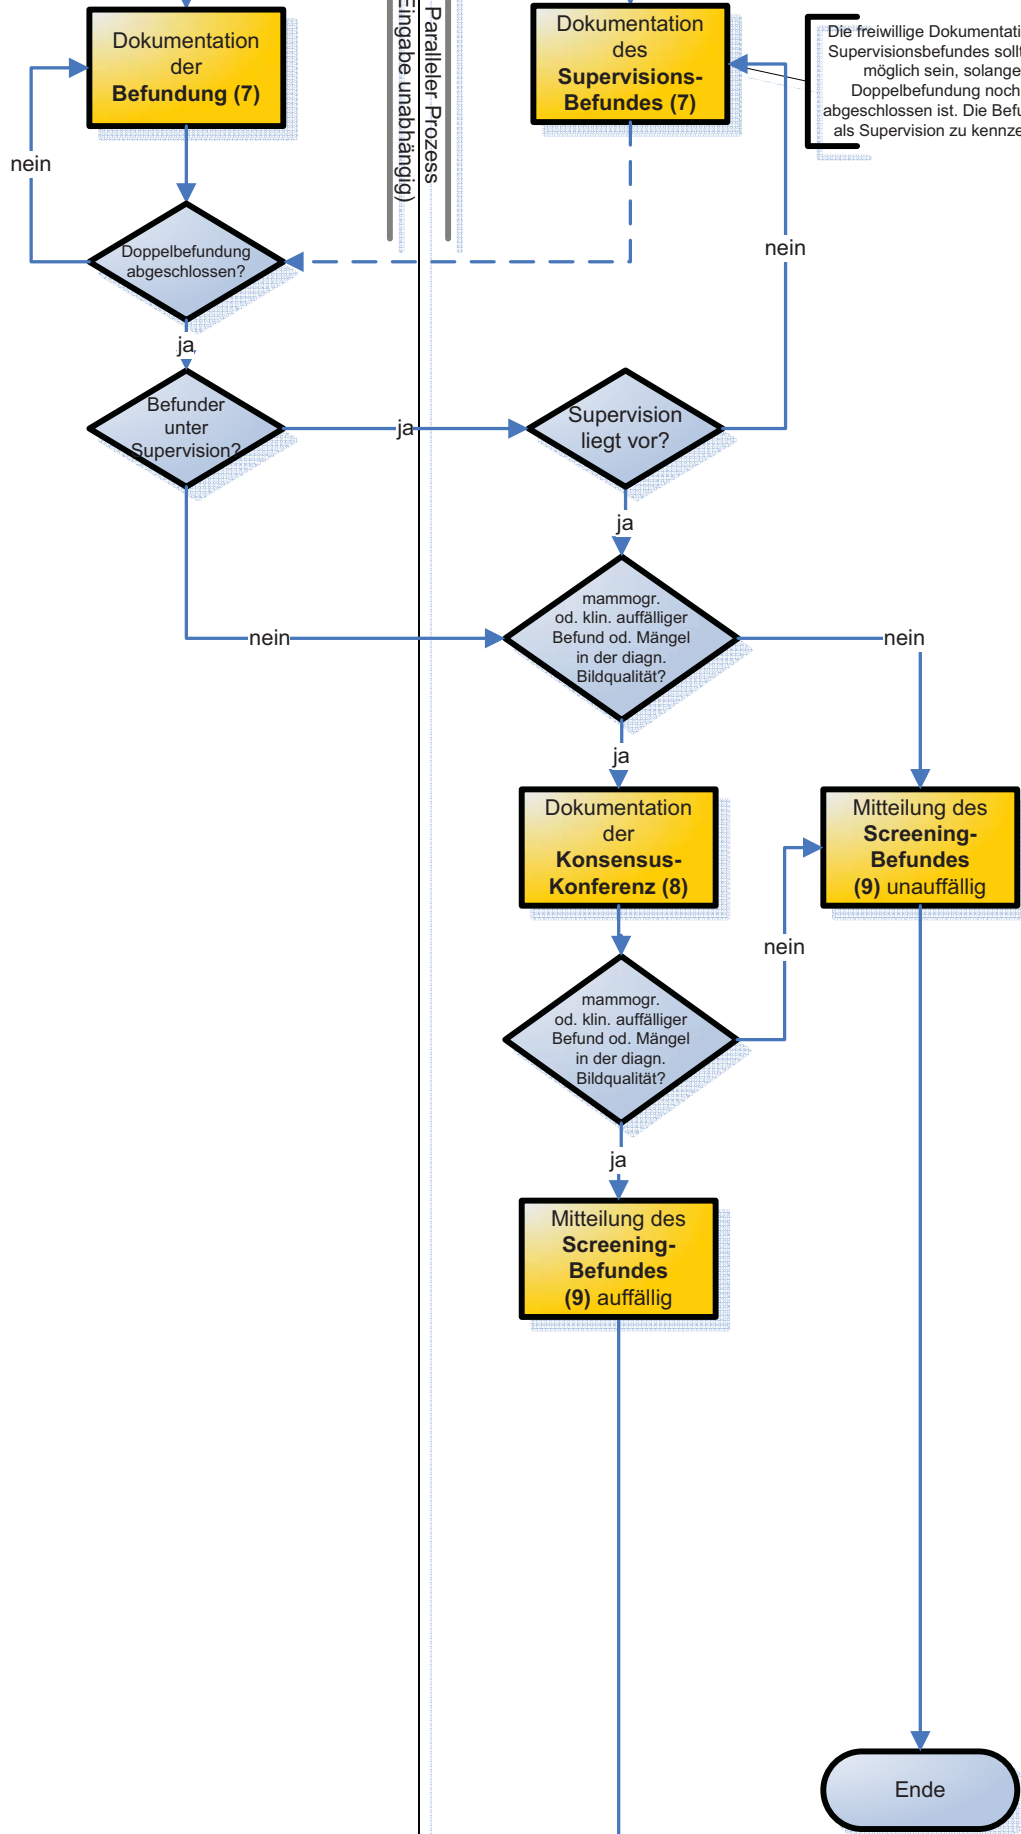 Dokumentation
der
Befundung (7)
Paralleler Prozess
Eingabe unabhängig)
Dokumentation
des
Supervisions-
Befundes (7)
Die freiwillige
Supervisionsbefundes
möglich sein, solange
Doppelbefundung noch
abgeschlossen ist. Die
als Supervision zu
nein
nein
Doppelbefundung
abgeschlossen?
ja
Befunder
unter
Supervision?
ja
Supervision
liegt vor?
ja
mammogr.
od. klin. auffälliger
Befund od. Mängel
in der diagn.
Bildqualität?
nein
nein
ja
Dokumentation
der
Konsensus-
Konferenz (8)
Mitteilung des
Screening-
Befundes
(9) unauffällig
nein
mammogr.
od. klin. auffälliger
Befund od. Mängel
in der diagn.
Bildqualität?
ja
Mitteilung des
Screening-
Befundes
(9) auffällig
Ende